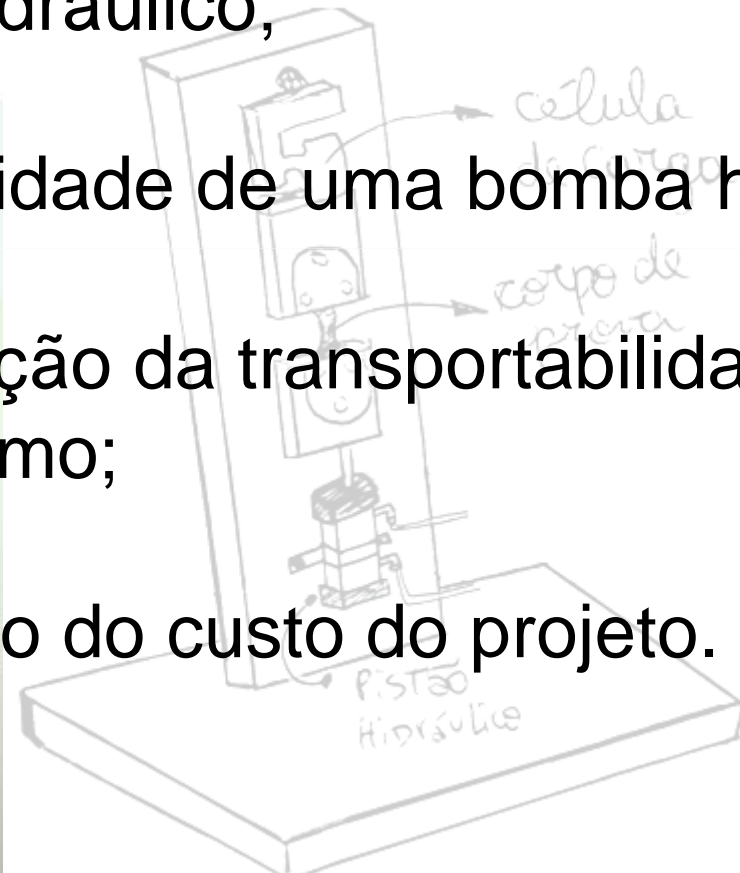 dráulico,
célula
de carga
idade de uma bomba h
corpo de
prova
ção da transportabilida
mo;
o do custo do projeto.
PiSTÃO
HiDráulico